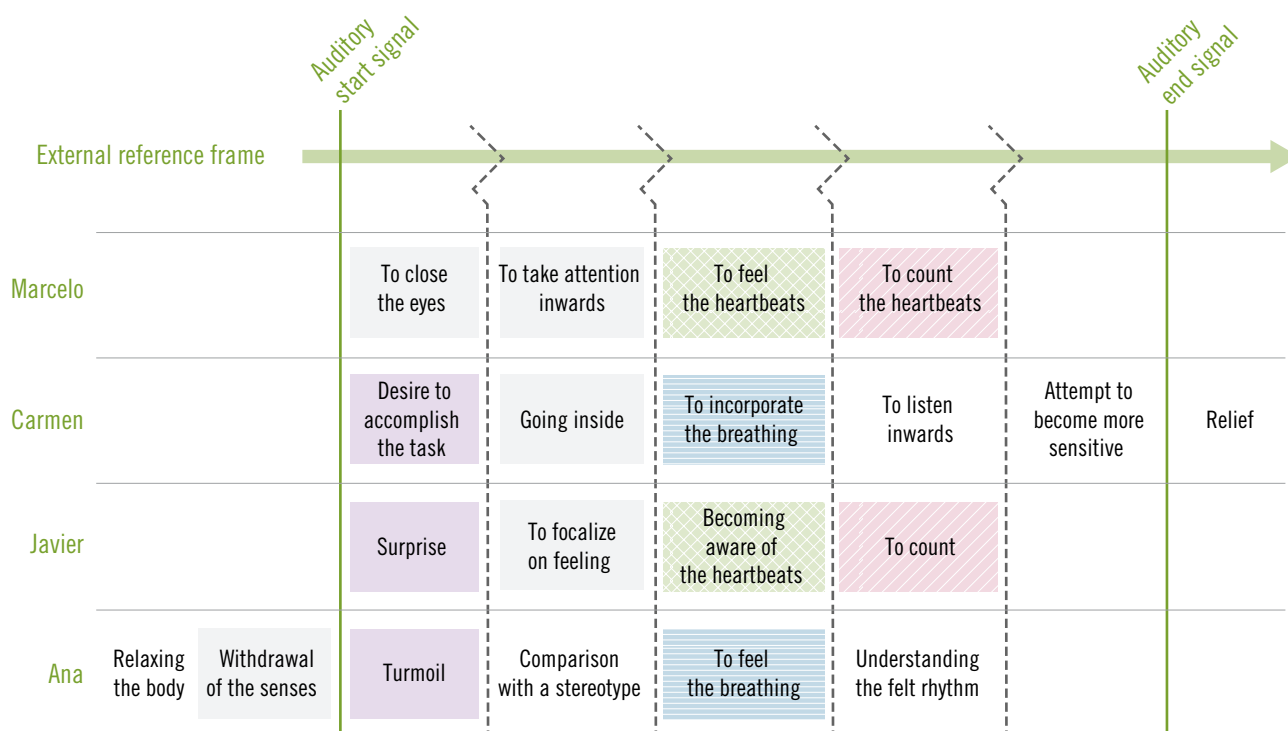 Auditory
start signal
Auditory
end signal
External reference frame
Marcelo
To close
the eyes
To take attention
inwards
To feel
the heartbeats
To count
the heartbeats
Carmen
Desire to
accomplish
the task
Going inside
To incorporate
the breathing
To listen
inwards
Attempt to
become more
sensitive
Relief
Javier
Surprise
To focalize
on feeling
Becoming
aware of
the heartbeats
To count
Ana
Relaxing
the body
Withdrawal
of the senses
Turmoil
Comparison
with a stereotype
To feel
the breathing
Understanding
the felt rhythm